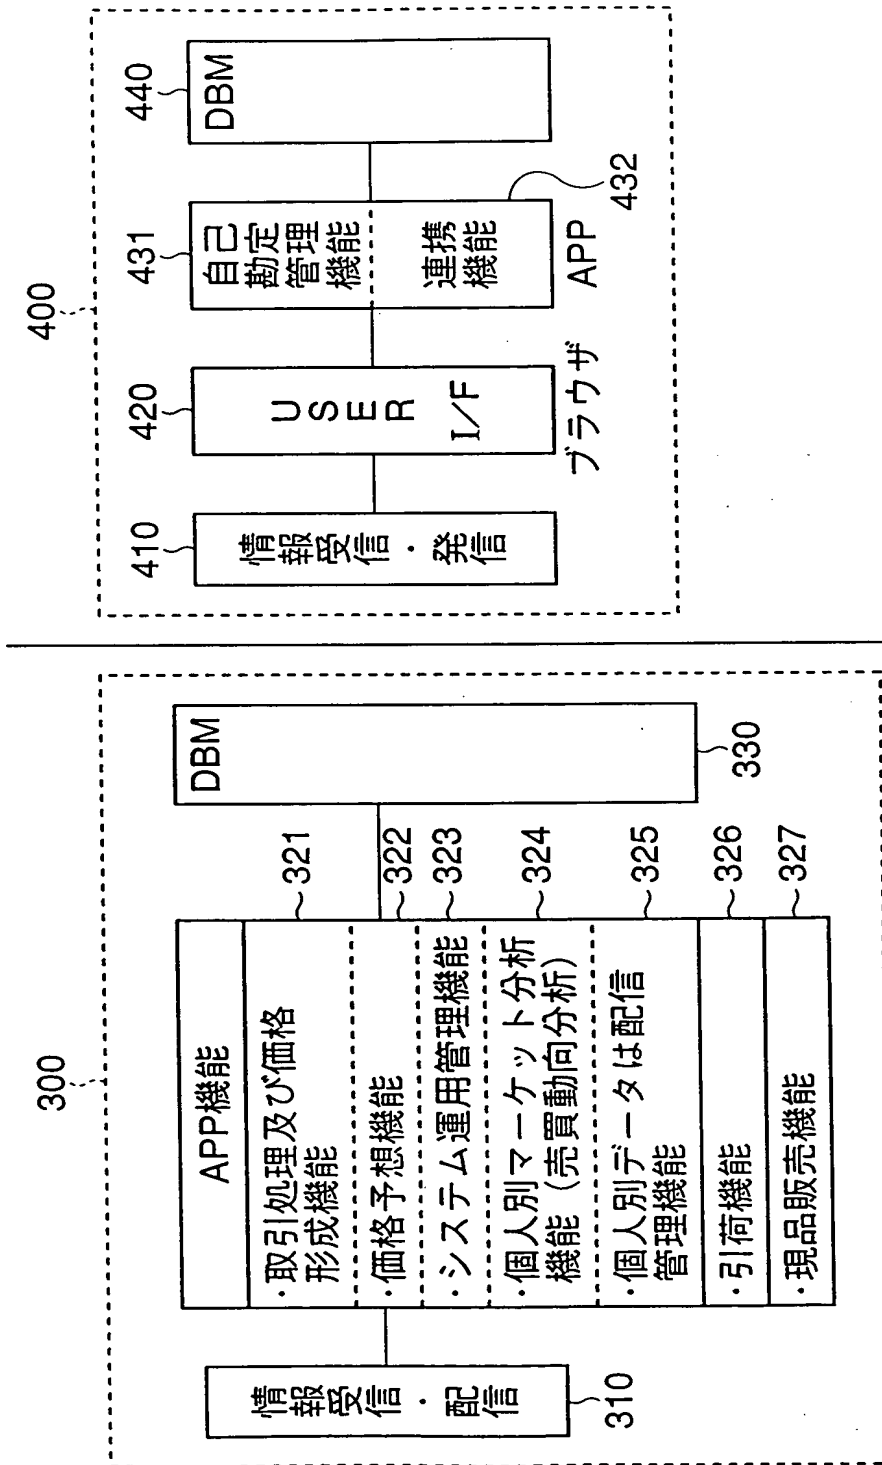 300
情報受信・配信
310
APP機能
・取引処理及び価格
形成機能
321
・価格予想機能
322
・システム運用管理機能
323
・個人別マーケット分析
機能（売買動向分析）
324
・個人別データは配信
管理機能
325
・引荷機能
326
・現品販売機能
327
DBM
330
400
410
情報受信・発信
420
USER
I/F
ブラウザ
431
自己
勘定
管理
機能
連携
機能
432
APP
440
DBM